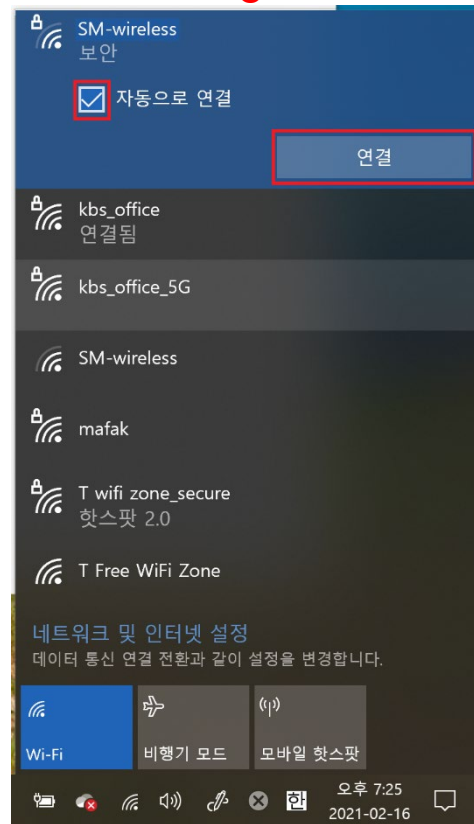 SM-wireless
보안
자동으로 연결
연결
kbs_office
연결됨
kbs_office_5G
SM-wireless
mafak
T wifi zone_secure
핫스팟 2.0
T Free WiFi Zone
네트워크 및 인터넷 설정
데이터 통신 연결 전환과 같이 설정을 변경합니다.
Wi-Fi 비행기 모드 모바일 핫스팟
한 오후 7:25
2021-02-16